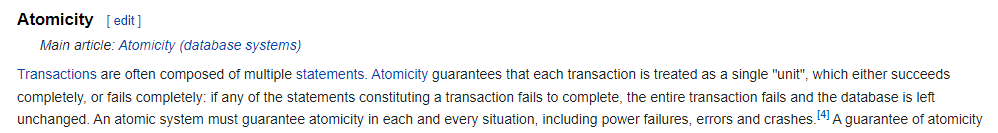 Atomicity [ edit ]
Main article: Atomicity (database systems)
Transactions are often composed of multiple statements. Atomicity guarantees that each transaction is treated as a single "unit", which either succeeds
completely, or fails completely: if any of the statements constituting a transaction fails to complete, the entire transaction fails and the database is left
unchanged. An atomic system must guarantee atomicity in each and every situation, including power failures, errors and crashes.[4] A guarantee of atomicity